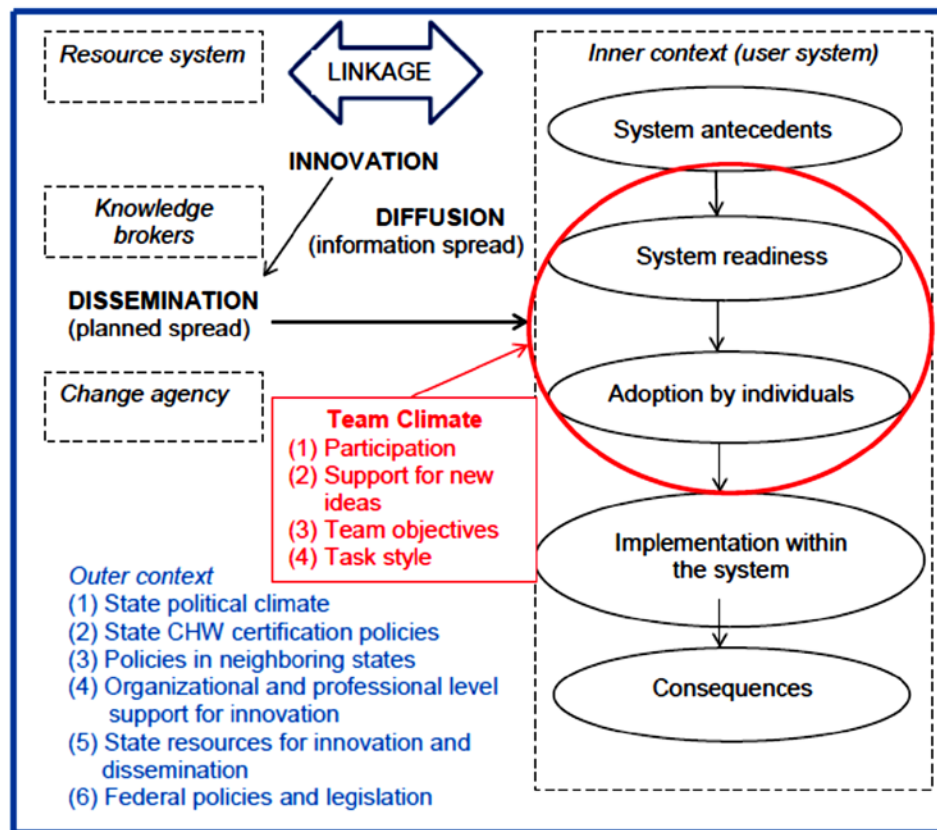 Resource system
LINKAGE
INNOVATION
Knowledge
brokers
DIFFUSION
(information spread)
DISSEMINATION
(planned spread)
Change agency
Team Climate
(1) Participation
(2) Support for new
ideas
(3) Team objectives
(4) Task style
Outer context
(1) State political climate
(2) State CHW certification policies
(3) Policies in neighboring states
(4) Organizational and professional level
support for innovation
(5) State resources for innovation and
dissemination
(6) Federal policies and legislation
Inner context (user system)
System antecedents
System readiness
Adoption by individuals
Implementation within
the system
Consequences